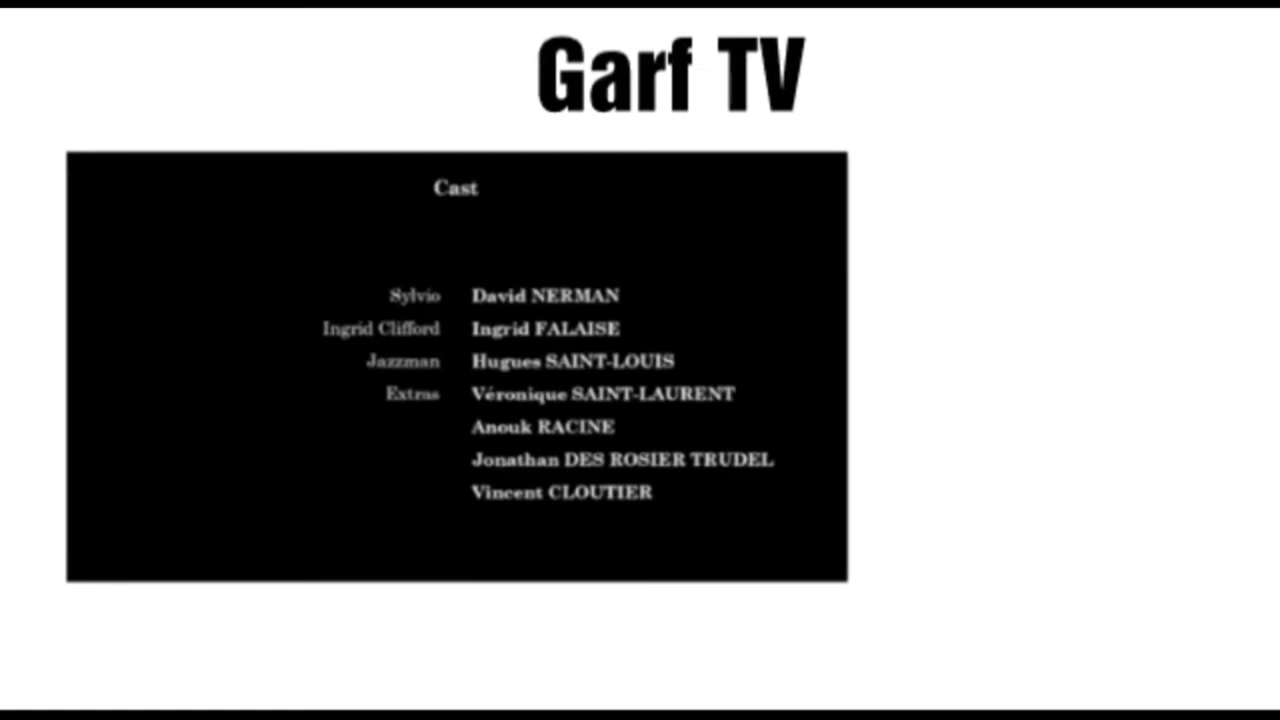 Garf TV
Cast
Sylvio David NERMAN
Ingrid Clifford Ingrid FALAISE
Jazzman Hugues SAINT-LOUIS
Extras Véronique SAINT-LAURENT
Anouk RACINE
Jonathan DES ROSIER TRUDEL
Vincent CLOUTIER